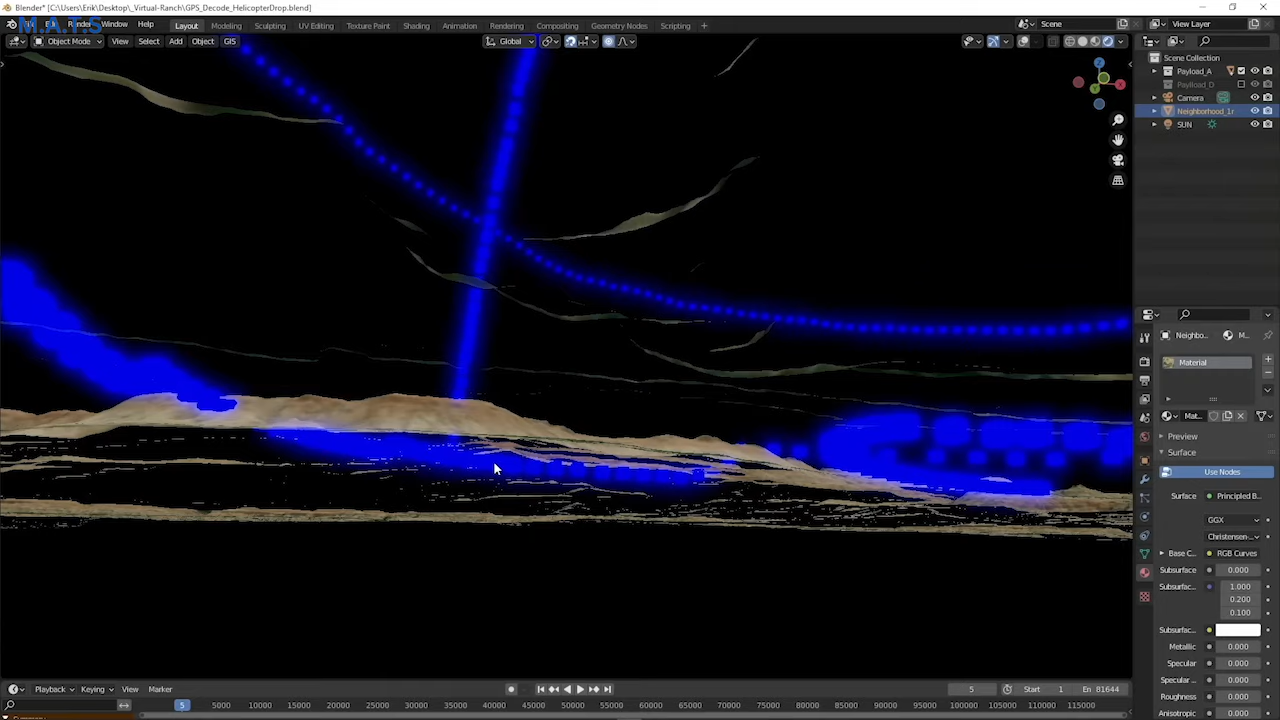 Blender* [C:\Users\Erik\Desktop\_Virtual-Ranch\GPS_Decode_HelicopterDrop.blend]
M.A.T.S
Render Window Help Layout Modeling Sculpting UV Editing Texture Paint Shading Animation Rendering Compositing Geometry Nodes Scripting + Scene View Layer
Object Mode View Select Add Object GIS Global
Scene Collection
Payload_A
Payload_D
Camera
Neighborhood_1r
SUN
Neighbo... M...
Material
Mat...
Preview
Surface
Use Nodes
Surface Principled B...
GGX
Christensen-...
Base C... RGB Curves
Subsurface 0.000
Subsurfac... 1.000
0.200
0.100
Subsurfac...
Metallic 0.000
Specular 0.000
Specular ... 0.000
Roughness 0.000
Anisotropic 0.000
Playback Keying View Marker 5 Start 1 En 81644
5 5000 10000 15000 20000 25000 30000 35000 40000 45000 50000 55000 60000 65000 70000 75000 80000 85000 90000 95000 100000 105000 110000 115000